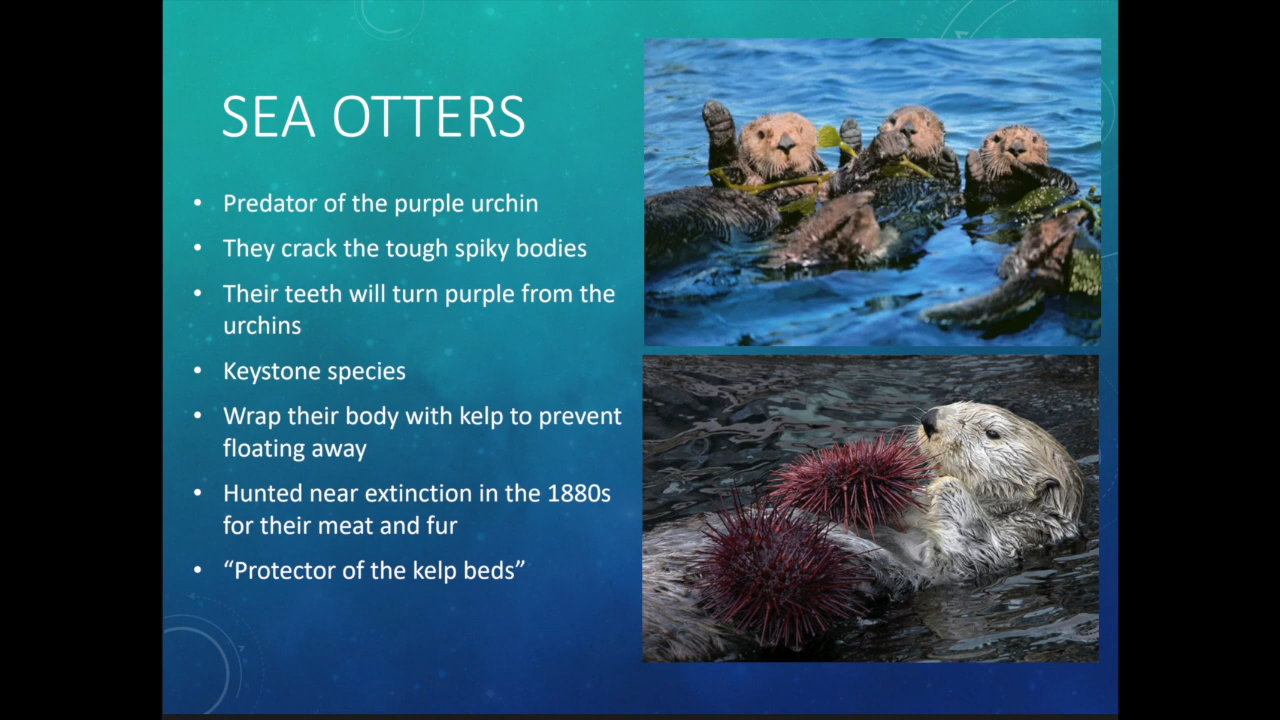 SEA OTTERS
• Predator of the purple urchin
• They crack the tough spiky bodies
• Their teeth will turn purple from the
urchins
• Keystone species
• Wrap their body with kelp to prevent
floating away
• Hunted near extinction in the 1880s
for their meat and fur
• “Protector of the kelp beds”